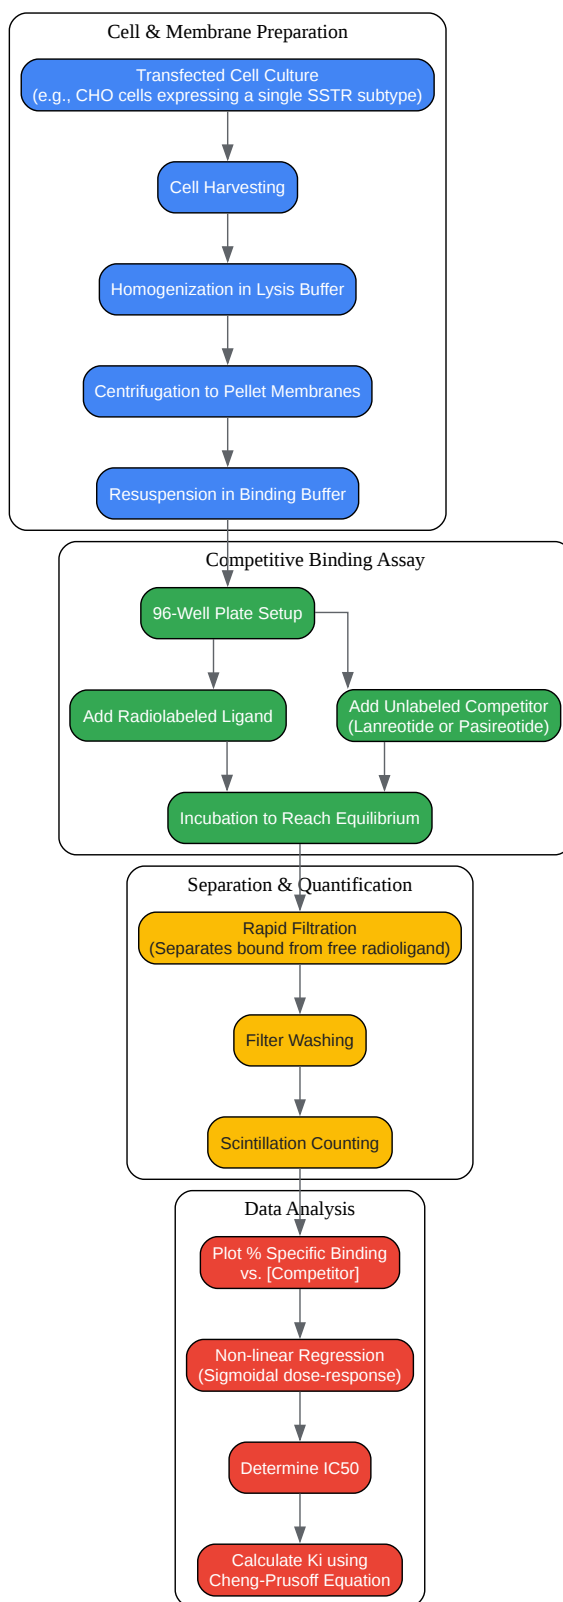 Cell & Membrane Preparation
Transfected Cell Culture
(e.g., CHO cells expressing a single SSTR subtype)
Cell Harvesting
Homogenization in Lysis Buffer
Centrifugation to Pellet Membranes
Resuspension in Binding Buffer
Competitive Binding Assay
96-Well Plate Setup
Add Radiolabeled Ligand
Add Unlabeled Competitor
(Lanreotide or Pasireotide)
Incubation to Reach Equilibrium
Separation & Quantification
Rapid Filtration
(Separates bound from free radioligand)
Filter Washing
Scintillation Counting
Data Analysis
Plot % Specific Binding
vs. [Competitor]
Non-linear Regression
(Sigmoidal dose-response)
Determine IC50
Calculate Ki using
Cheng-Prusoff Equation